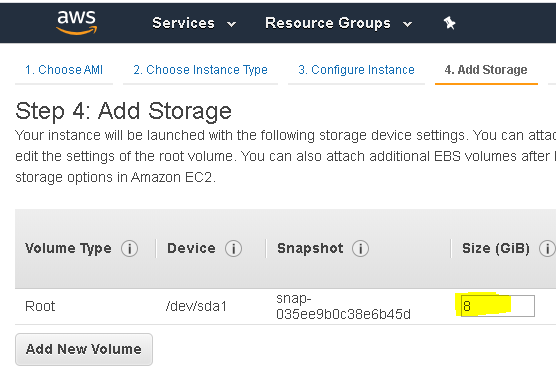 aws Services Resource Groups
1. Choose AMI 2. Choose Instance Type 3. Configure Instance 4. Add Storage
Step 4: Add Storage
Your instance will be launched with the following storage device settings. You can
edit the settings of the root volume. You can also attach additional EBS volumes after
storage options in Amazon EC2.
Volume Type i Device i Snapshot i Size (GiB) i
Root /dev/sda1 snap-
035ee9b0c38e6b45d 8
Add New Volume